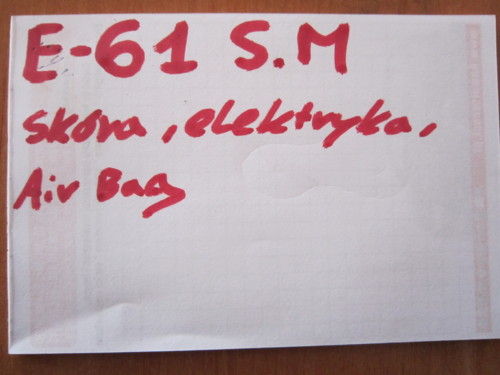 E-61 S.M
skóra, elektryka,
Air Bag